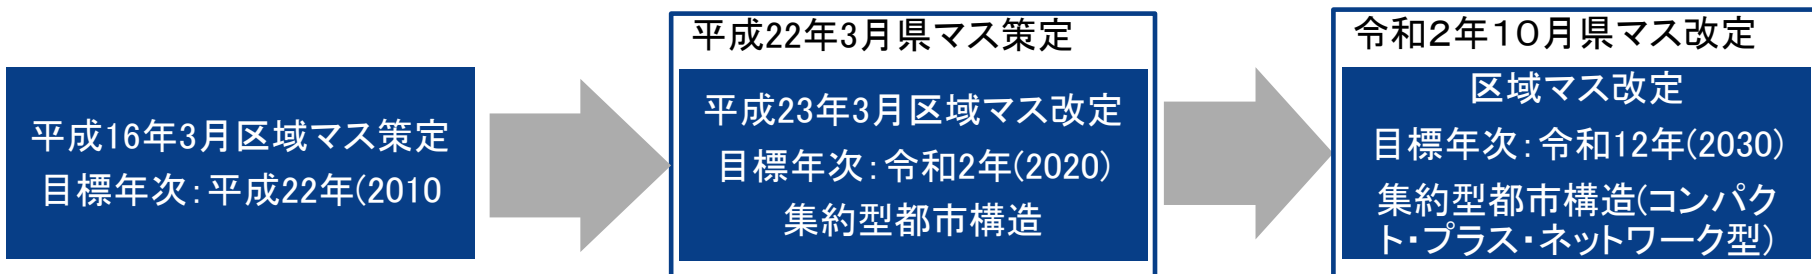 平成16年3月区域マス策定
目標年次：平成22年(2010
平成22年3月県マス策定
平成23年3月区域マス改定
目標年次：令和2年(2020)
集約型都市構造
令和２年１０月県マス改定
区域マス改定
目標年次：令和12年(2030)
集約型都市構造(コンパク
ト・プラス・ネットワーク型)